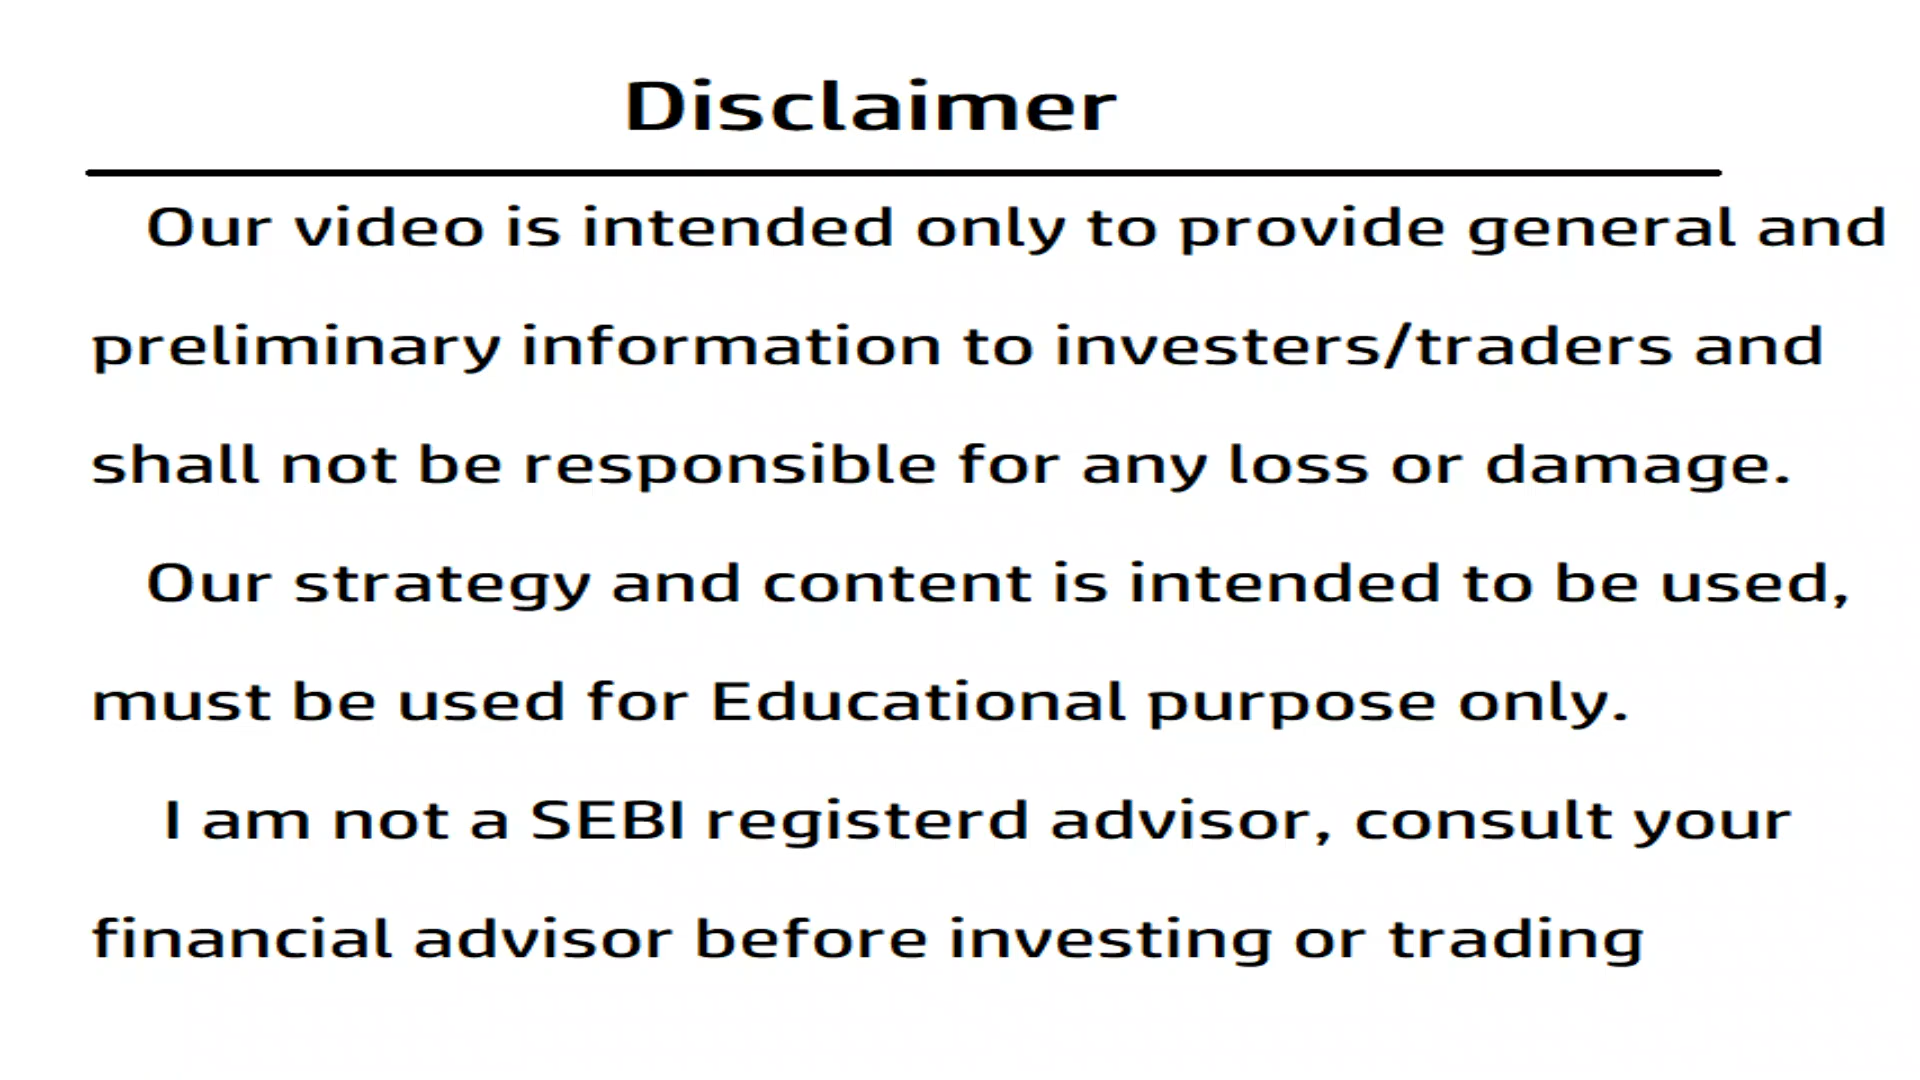 Disclaimer
Our video is intended only to provide general and
preliminary information to investers/traders and
shall not be responsible for any loss or damage.
Our strategy and content is intended to be used,
must be used for Educational purpose only.
I am not a SEBI registerd advisor, consult your
financial advisor before investing or trading